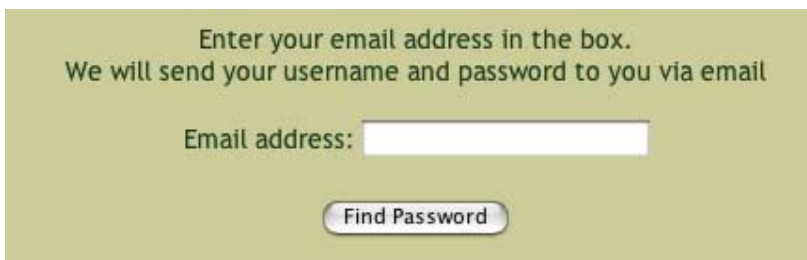 Enter your email address in the box.
We will send your username and password to you via email
Email address:
Find Password